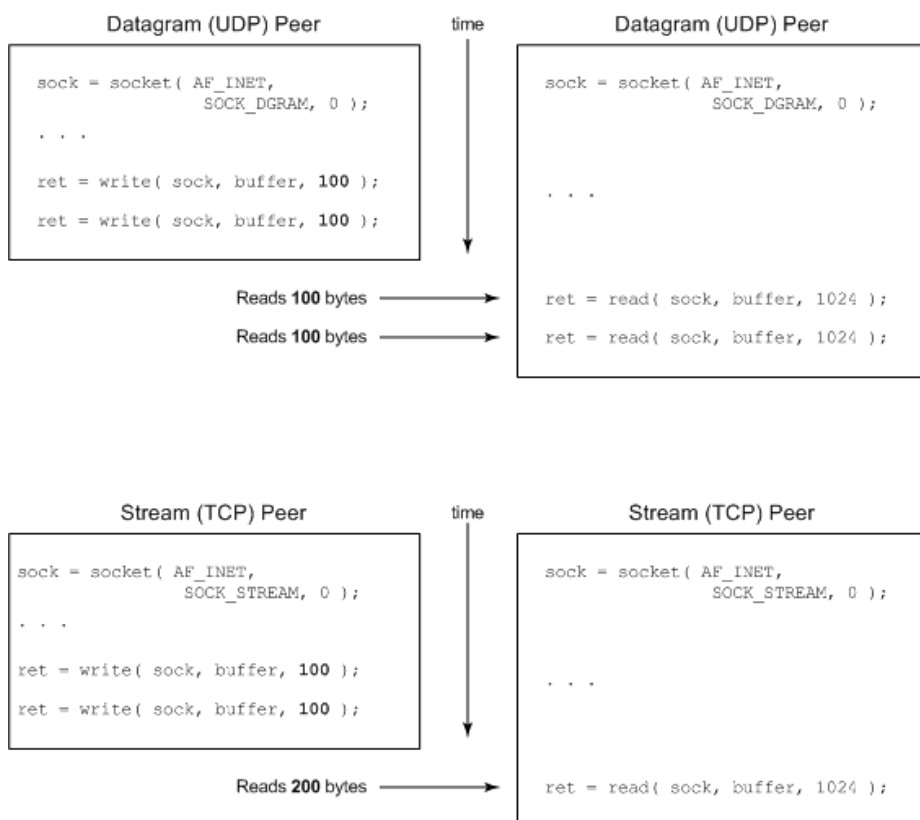 Datagram (UDP) Peer
time
Datagram (UDP) Peer
sock = socket( AF_INET,
SOCK_DGRAM, 0 );
. . .
ret = write( sock, buffer, 100 );
ret = write( sock, buffer, 100 );
sock = socket( AF_INET,
SOCK_DGRAM, 0 );
. . .
Reads 100 bytes
ret = read( sock, buffer, 1024 );
Reads 100 bytes
ret = read( sock, buffer, 1024 );
Stream (TCP) Peer
time
Stream (TCP) Peer
sock = socket( AF_INET,
SOCK_STREAM, 0 );
. . .
ret = write( sock, buffer, 100 );
ret = write( sock, buffer, 100 );
sock = socket( AF_INET,
SOCK_STREAM, 0 );
. . .
Reads 200 bytes
ret = read( sock, buffer, 1024 );